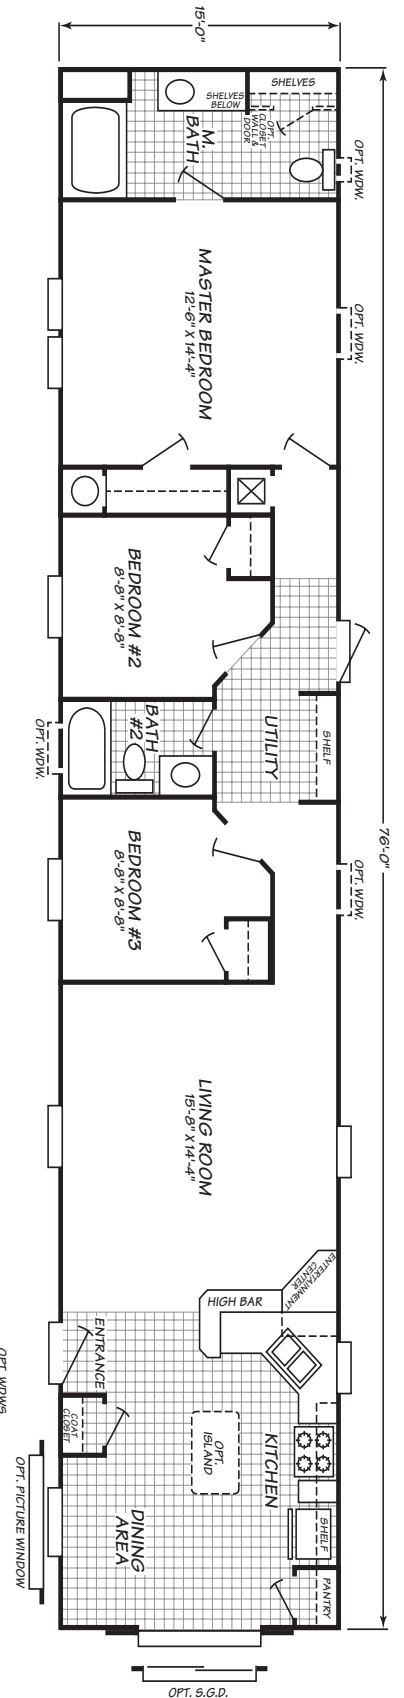 15'-0"
SHELVES
SHELVES
BELOW
OPT.
CLOSET
WALL &
DOOR
M.
BATH
OPT. WDW.
MASTER BEDROOM
12'-6" X 14'-4"
OPT. WDW.
BEDROOM #2
8'-8" X 8'-8"
UTILITY
SHELF
BATH
#2
OPT. WDW.
76'-0"
BEDROOM #3
8'-8" X 8'-8"
OPT. WDW.
LIVING ROOM
15'-8" X 14'-4"
ENTERTAINMENT
CENTER
HIGH BAR
ENTRANCE
OPT. WDWS.
COAT
CLOSET
OPT.
ISLAND
KITCHEN
OPT. PICTURE WINDOW
DINING
AREA
SHELF
PANTRY
OPT. S.G.D.